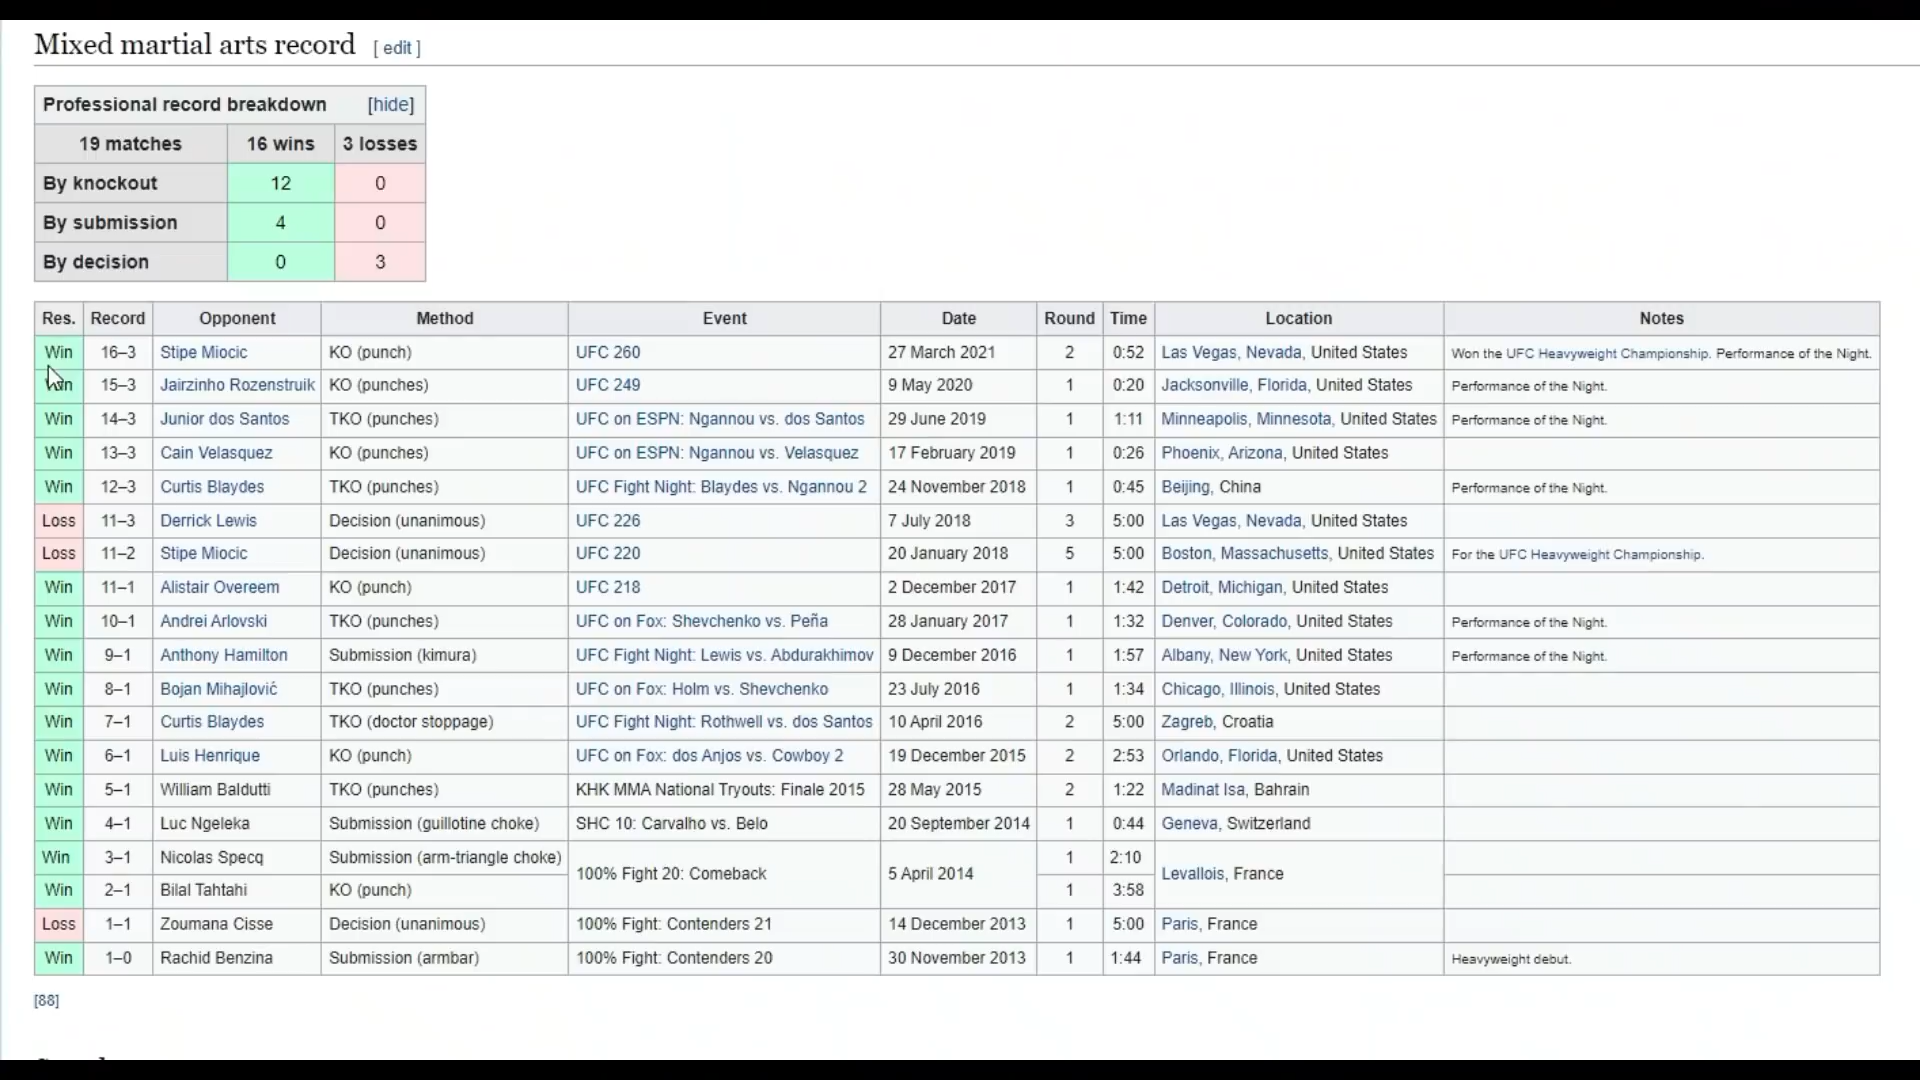 Mixed martial arts record [ edit ]
Professional record breakdown [hide]
19 matches 16 wins 3 losses
By knockout 12 0
By submission 4 0
By decision 0 3
Res. Record Opponent Method Event Date Round Time Location Notes
Win 16–3 Stipe Miocic KO (punch) UFC 260 27 March 2021 2 0:52 Las Vegas, Nevada, United States Won the UFC Heavyweight Championship. Performance of the Night.
Win 15–3 Jairzinho Rozenstruik KO (punches) UFC 249 9 May 2020 1 0:20 Jacksonville, Florida, United States Performance of the Night.
Win 14–3 Junior dos Santos TKO (punches) UFC on ESPN: Ngannou vs. dos Santos 29 June 2019 1 1:11 Minneapolis, Minnesota, United States Performance of the Night.
Win 13–3 Cain Velasquez KO (punches) UFC on ESPN: Ngannou vs. Velasquez 17 February 2019 1 0:26 Phoenix, Arizona, United States
Win 12–3 Curtis Blaydes TKO (punches) UFC Fight Night: Blaydes vs. Ngannou 2 24 November 2018 1 0:45 Beijing, China Performance of the Night.
Loss 11–3 Derrick Lewis Decision (unanimous) UFC 226 7 July 2018 3 5:00 Las Vegas, Nevada, United States
Loss 11–2 Stipe Miocic Decision (unanimous) UFC 220 20 January 2018 5 5:00 Boston, Massachusetts, United States For the UFC Heavyweight Championship.
Win 11–1 Alistair Overeem KO (punch) UFC 218 2 December 2017 1 1:42 Detroit, Michigan, United States
Win 10–1 Andrei Arlovski TKO (punches) UFC on Fox: Shevchenko vs. Peña 28 January 2017 1 1:32 Denver, Colorado, United States Performance of the Night.
Win 9–1 Anthony Hamilton Submission (kimura) UFC Fight Night: Lewis vs. Abdurakhimov 9 December 2016 1 1:57 Albany, New York, United States Performance of the Night.
Win 8–1 Bojan Mihajlović TKO (punches) UFC on Fox: Holm vs. Shevchenko 23 July 2016 1 1:34 Chicago, Illinois, United States
Win 7–1 Curtis Blaydes TKO (doctor stoppage) UFC Fight Night: Rothwell vs. dos Santos 10 April 2016 2 5:00 Zagreb, Croatia
Win 6–1 Luis Henrique KO (punch) UFC on Fox: dos Anjos vs. Cowboy 2 19 December 2015 2 2:53 Orlando, Florida, United States
Win 5–1 William Baldutti TKO (punches) KHK MMA National Tryouts: Finale 2015 28 May 2015 2 1:22 Madinat Isa, Bahrain
Win 4–1 Luc Ngeleka Submission (guillotine choke) SHC 10: Carvalho vs. Belo 20 September 2014 1 0:44 Geneva, Switzerland
Win 3–1 Nicolas Specq Submission (arm-triangle choke) 100% Fight 20: Comeback 5 April 2014 1 2:10 Levallois, France
Win 2–1 Bilal Tahtahi KO (punch) 1 3:58
Loss 1–1 Zoumana Cisse Decision (unanimous) 100% Fight: Contenders 21 14 December 2013 1 5:00 Paris, France
Win 1–0 Rachid Benzina Submission (armbar) 100% Fight: Contenders 20 30 November 2013 1 1:44 Paris, France Heavyweight debut.
[88]